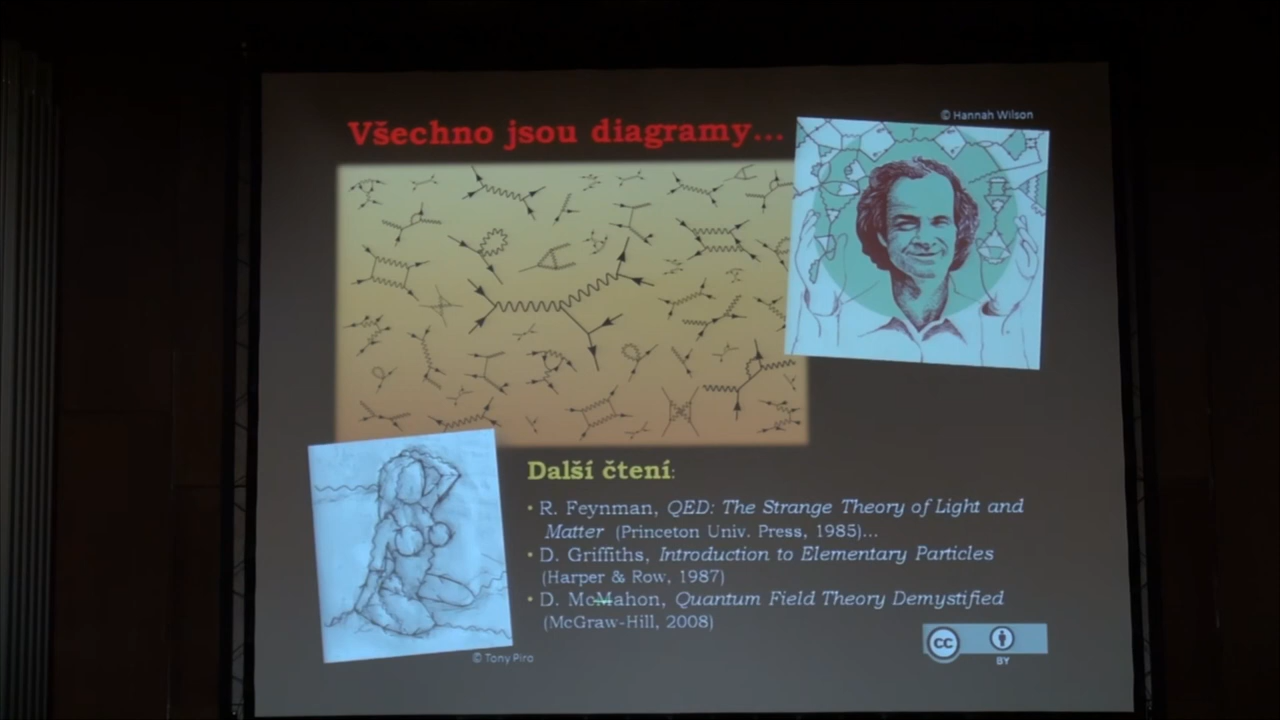 © Hannah Wilson
Všechno jsou diagramy...
Další čtení:
• R. Feynman, QED: The Strange Theory of Light and
Matter (Princeton Univ. Press, 1985)...
• D. Griffiths, Introduction to Elementary Particles
(Harper & Row, 1987)
• D. McMahon, Quantum Field Theory Demystified
(McGraw-Hill, 2008)
© Tony Piro
cc
BY